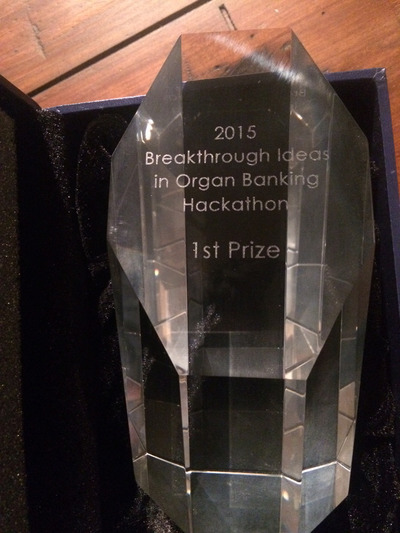 2015
Breakthrough Ideas
in Organ Banking
Hackathon
1st Prize